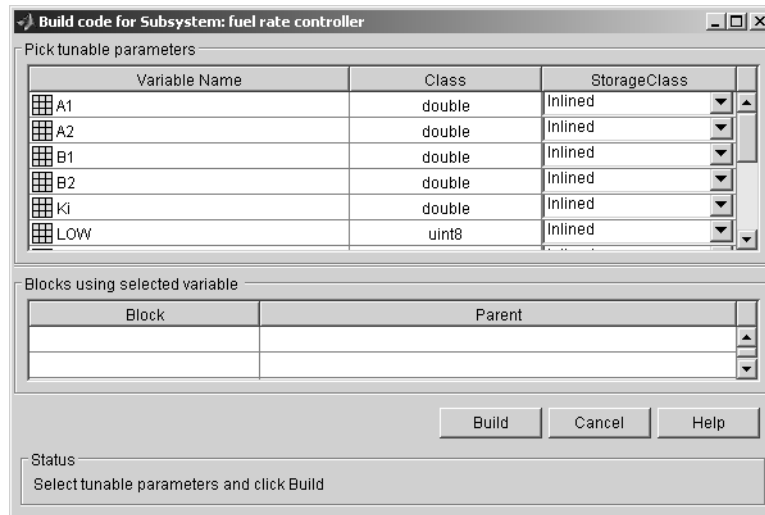 Build code for Subsystem: fuel rate controller
Pick tunable parameters
Variable Name Class StorageClass
A1 double Inlined
A2 double Inlined
B1 double Inlined
B2 double Inlined
Ki double Inlined
LOW uint8 Inlined
Blocks using selected variable
Block Parent
Build Cancel Help
Status
Select tunable parameters and click Build